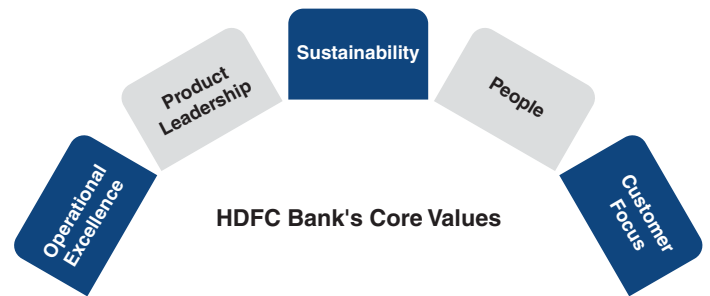 Operational
Excellence
Product
Leadership
Sustainability
People
Customer
Focus
HDFC Bank's Core Values